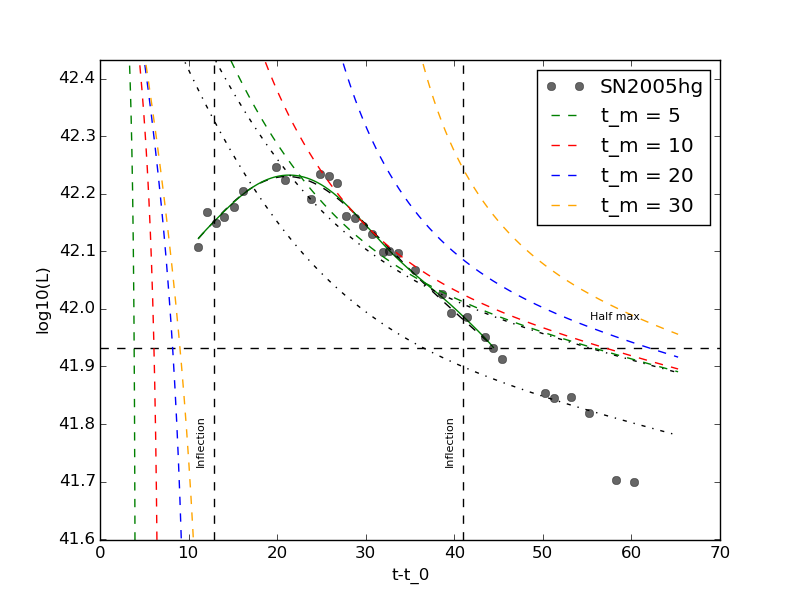 42.4
42.3
42.2
42.1
42.0
41.9
41.8
41.7
41.6
log10(L)
0
10
20
30
40
50
60
70
t-t_0
SN2005hg
t_m = 5
t_m = 10
t_m = 20
t_m = 30
Half max
Inflection
Inflection